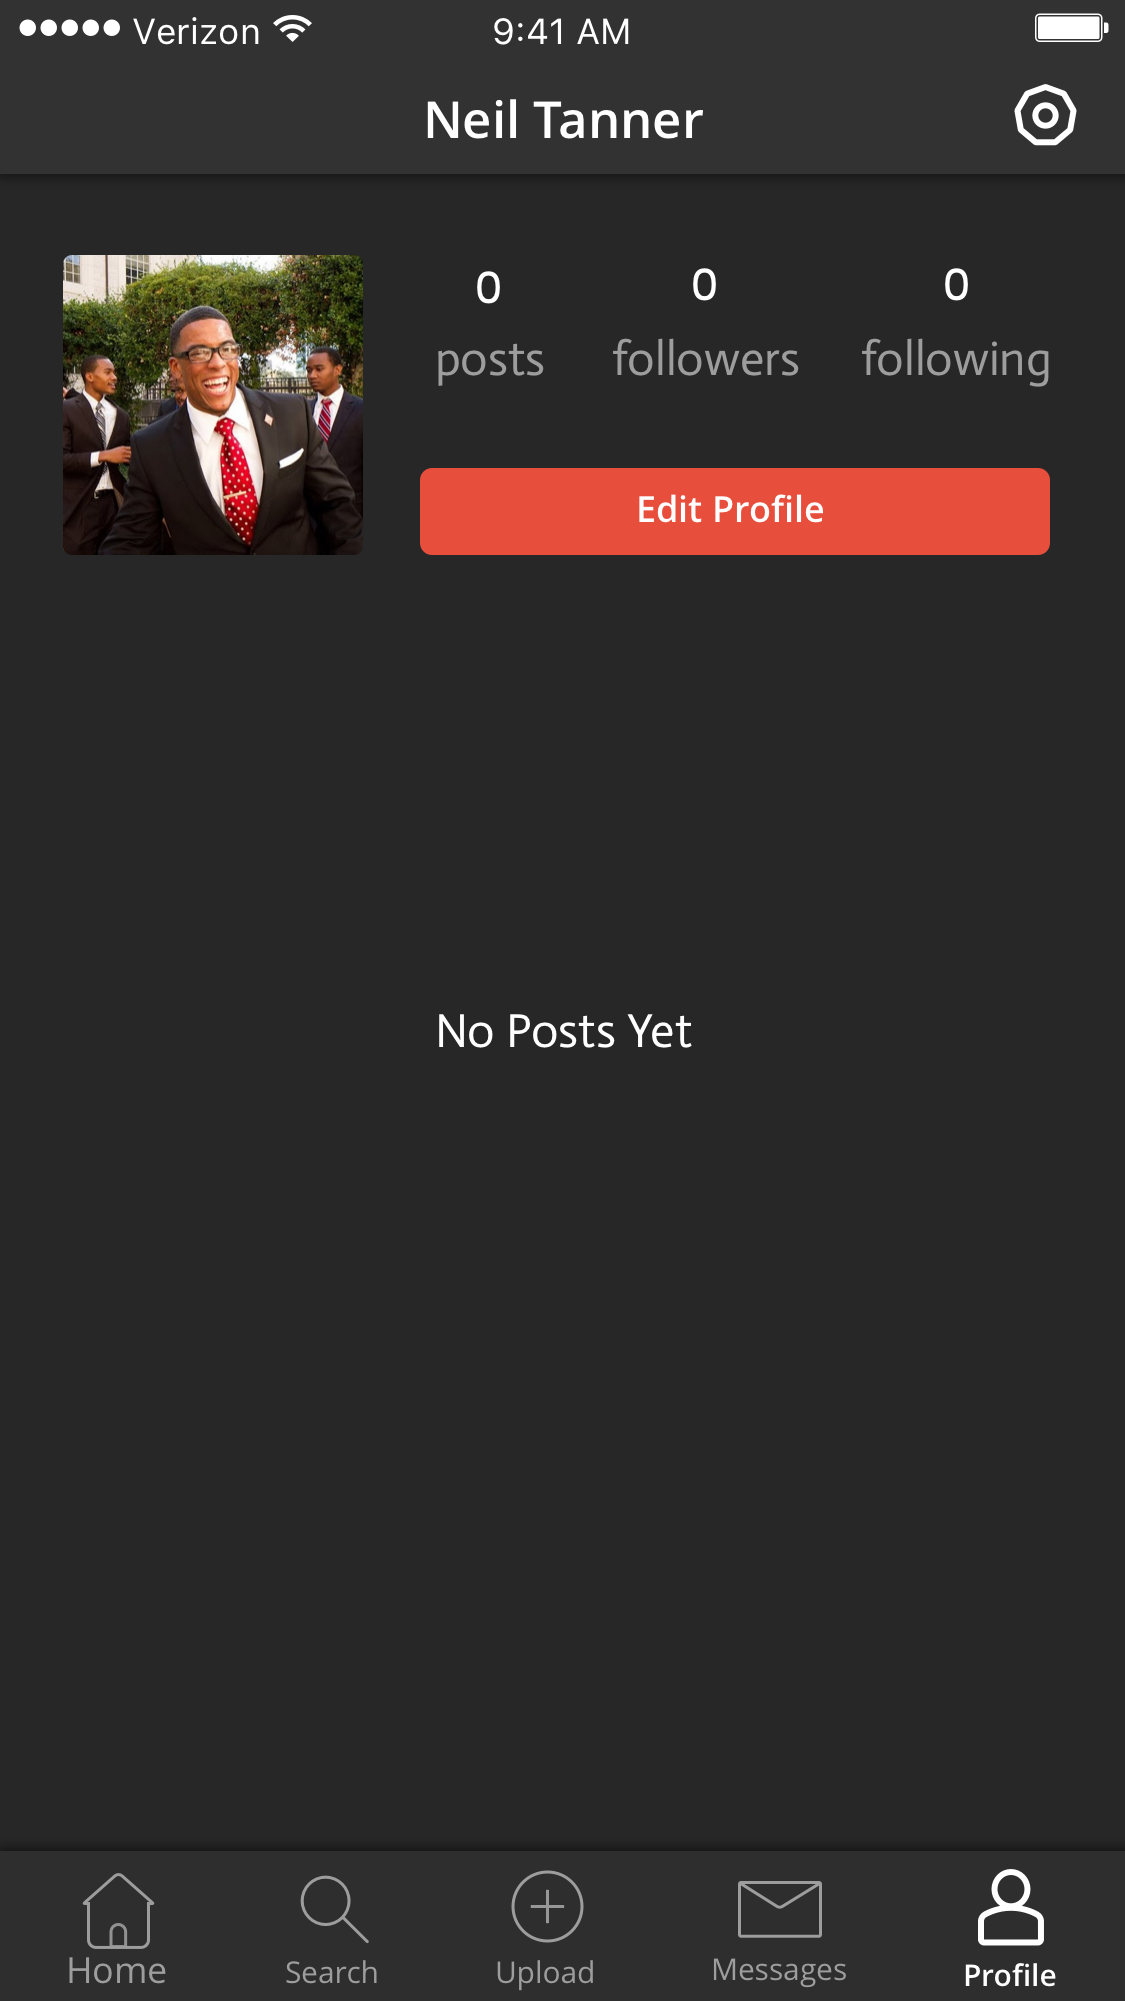 Verizon 9:41 AM
Neil Tanner
0 0 0
posts followers following
Edit Profile
No Posts Yet
Home Search Upload Messages Profile